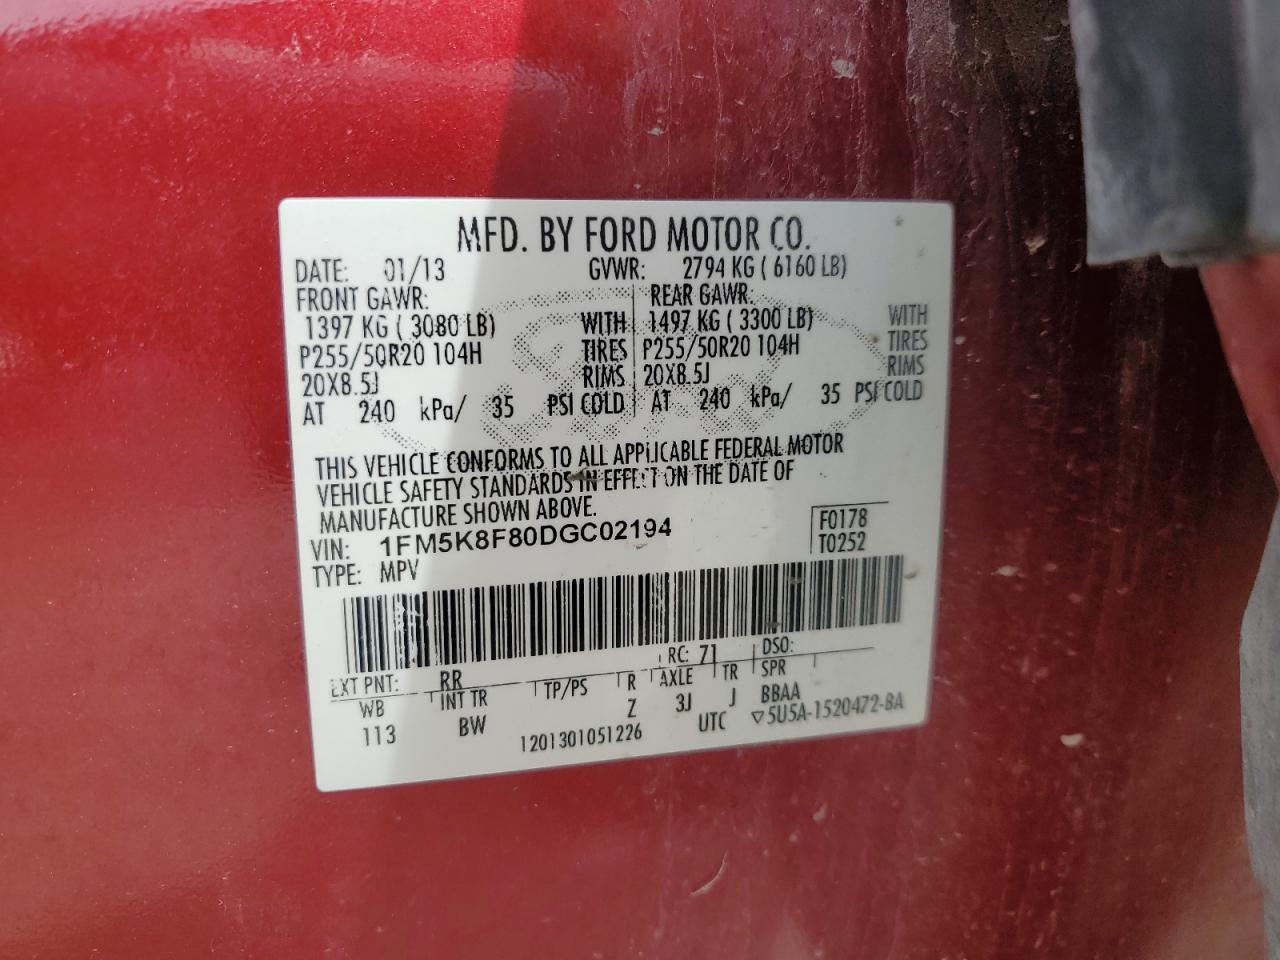 MFD. BY FORD MOTOR CO.
DATE: 01/13 GVWR: 2794 KG ( 6160 LB)
FRONT GAWR: REAR GAWR:
1397 KG ( 3080 LB) WITH 1497 KG ( 3300 LB) WITH
P255/50R20 104H TIRES P255/50R20 104H TIRES
20X8.5J RIMS 20X8.5J RIMS
AT 240 kPa/ 35 PSI COLD AT 240 kPa/ 35 PSI COLD
THIS VEHICLE CONFORMS TO ALL APPLICABLE FEDERAL MOTOR
VEHICLE SAFETY STANDARDS IN EFFECT ON THE DATE OF
MANUFACTURE SHOWN ABOVE.
VIN: 1FM5K8F80DGC02194 F0178
TYPE: MPV T0252
EXT PNT: RR RC: 71 DSO:
WB INT TR TP/PS R AXLE TR SPR
113 BW Z 3J J BBAA
1201301051226 UTC ▽5U5A-1520472-BA